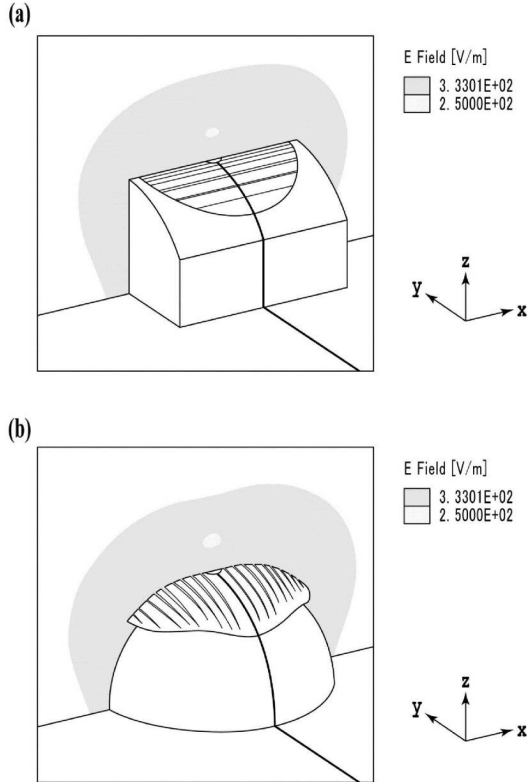 (a)
E Field [V/m]
3.3301E+02
2.5000E+02
z
y
x
(b)
E Field [V/m]
3.3301E+02
2.5000E+02
z
y
x